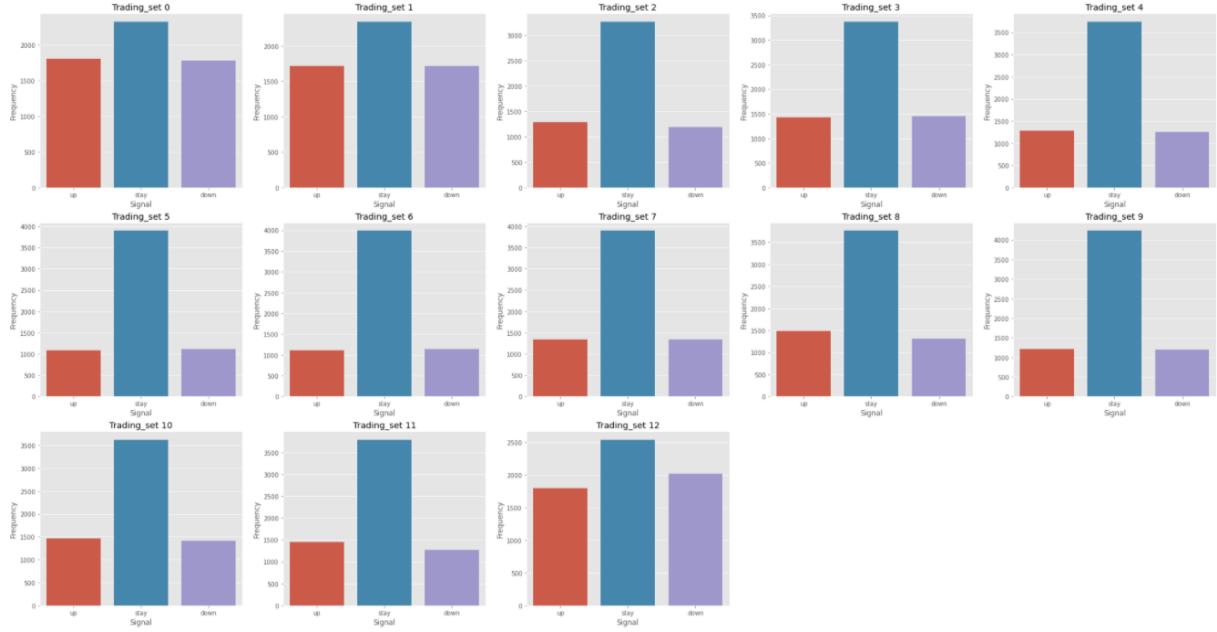 Trading_set 0
Frequency
2000
1500
1000
500
0
up stay down
Signal
Trading_set 1
Frequency
2000
1500
1000
500
0
up stay down
Signal
Trading_set 2
Frequency
3000
2500
2000
1500
1000
500
0
up stay down
Signal
Trading_set 3
Frequency
3500
3000
2500
2000
1500
1000
500
0
up stay down
Signal
Trading_set 4
Frequency
3500
3000
2500
2000
1500
1000
500
0
up stay down
Signal
Trading_set 5
Frequency
4000
3500
3000
2500
2000
1500
1000
500
0
up stay down
Signal
Trading_set 6
Frequency
4000
3500
3000
2500
2000
1500
1000
500
0
up stay down
Signal
Trading_set 7
Frequency
4000
3500
3000
2500
2000
1500
1000
500
0
up stay down
Signal
Trading_set 8
Frequency
3500
3000
2500
2000
1500
1000
500
0
up stay down
Signal
Trading_set 9
Frequency
4000
3500
3000
2500
2000
1500
1000
500
0
up stay down
Signal
Trading_set 10
Frequency
3500
3000
2500
2000
1500
1000
500
0
up stay down
Signal
Trading_set 11
Frequency
3500
3000
2500
2000
1500
1000
500
0
up stay down
Signal
Trading_set 12
Frequency
2500
2000
1500
1000
500
0
up stay down
Signal